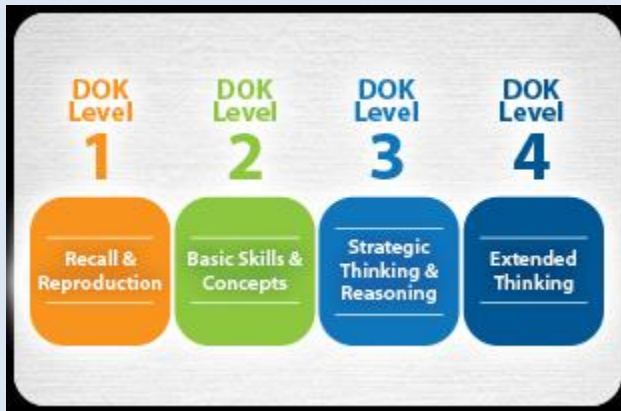 DOK
Level
1
Recall &
Reproduction
DOK
Level
2
Basic Skills &
Concepts
DOK
Level
3
Strategic
Thinking &
Reasoning
DOK
Level
4
Extended
Thinking